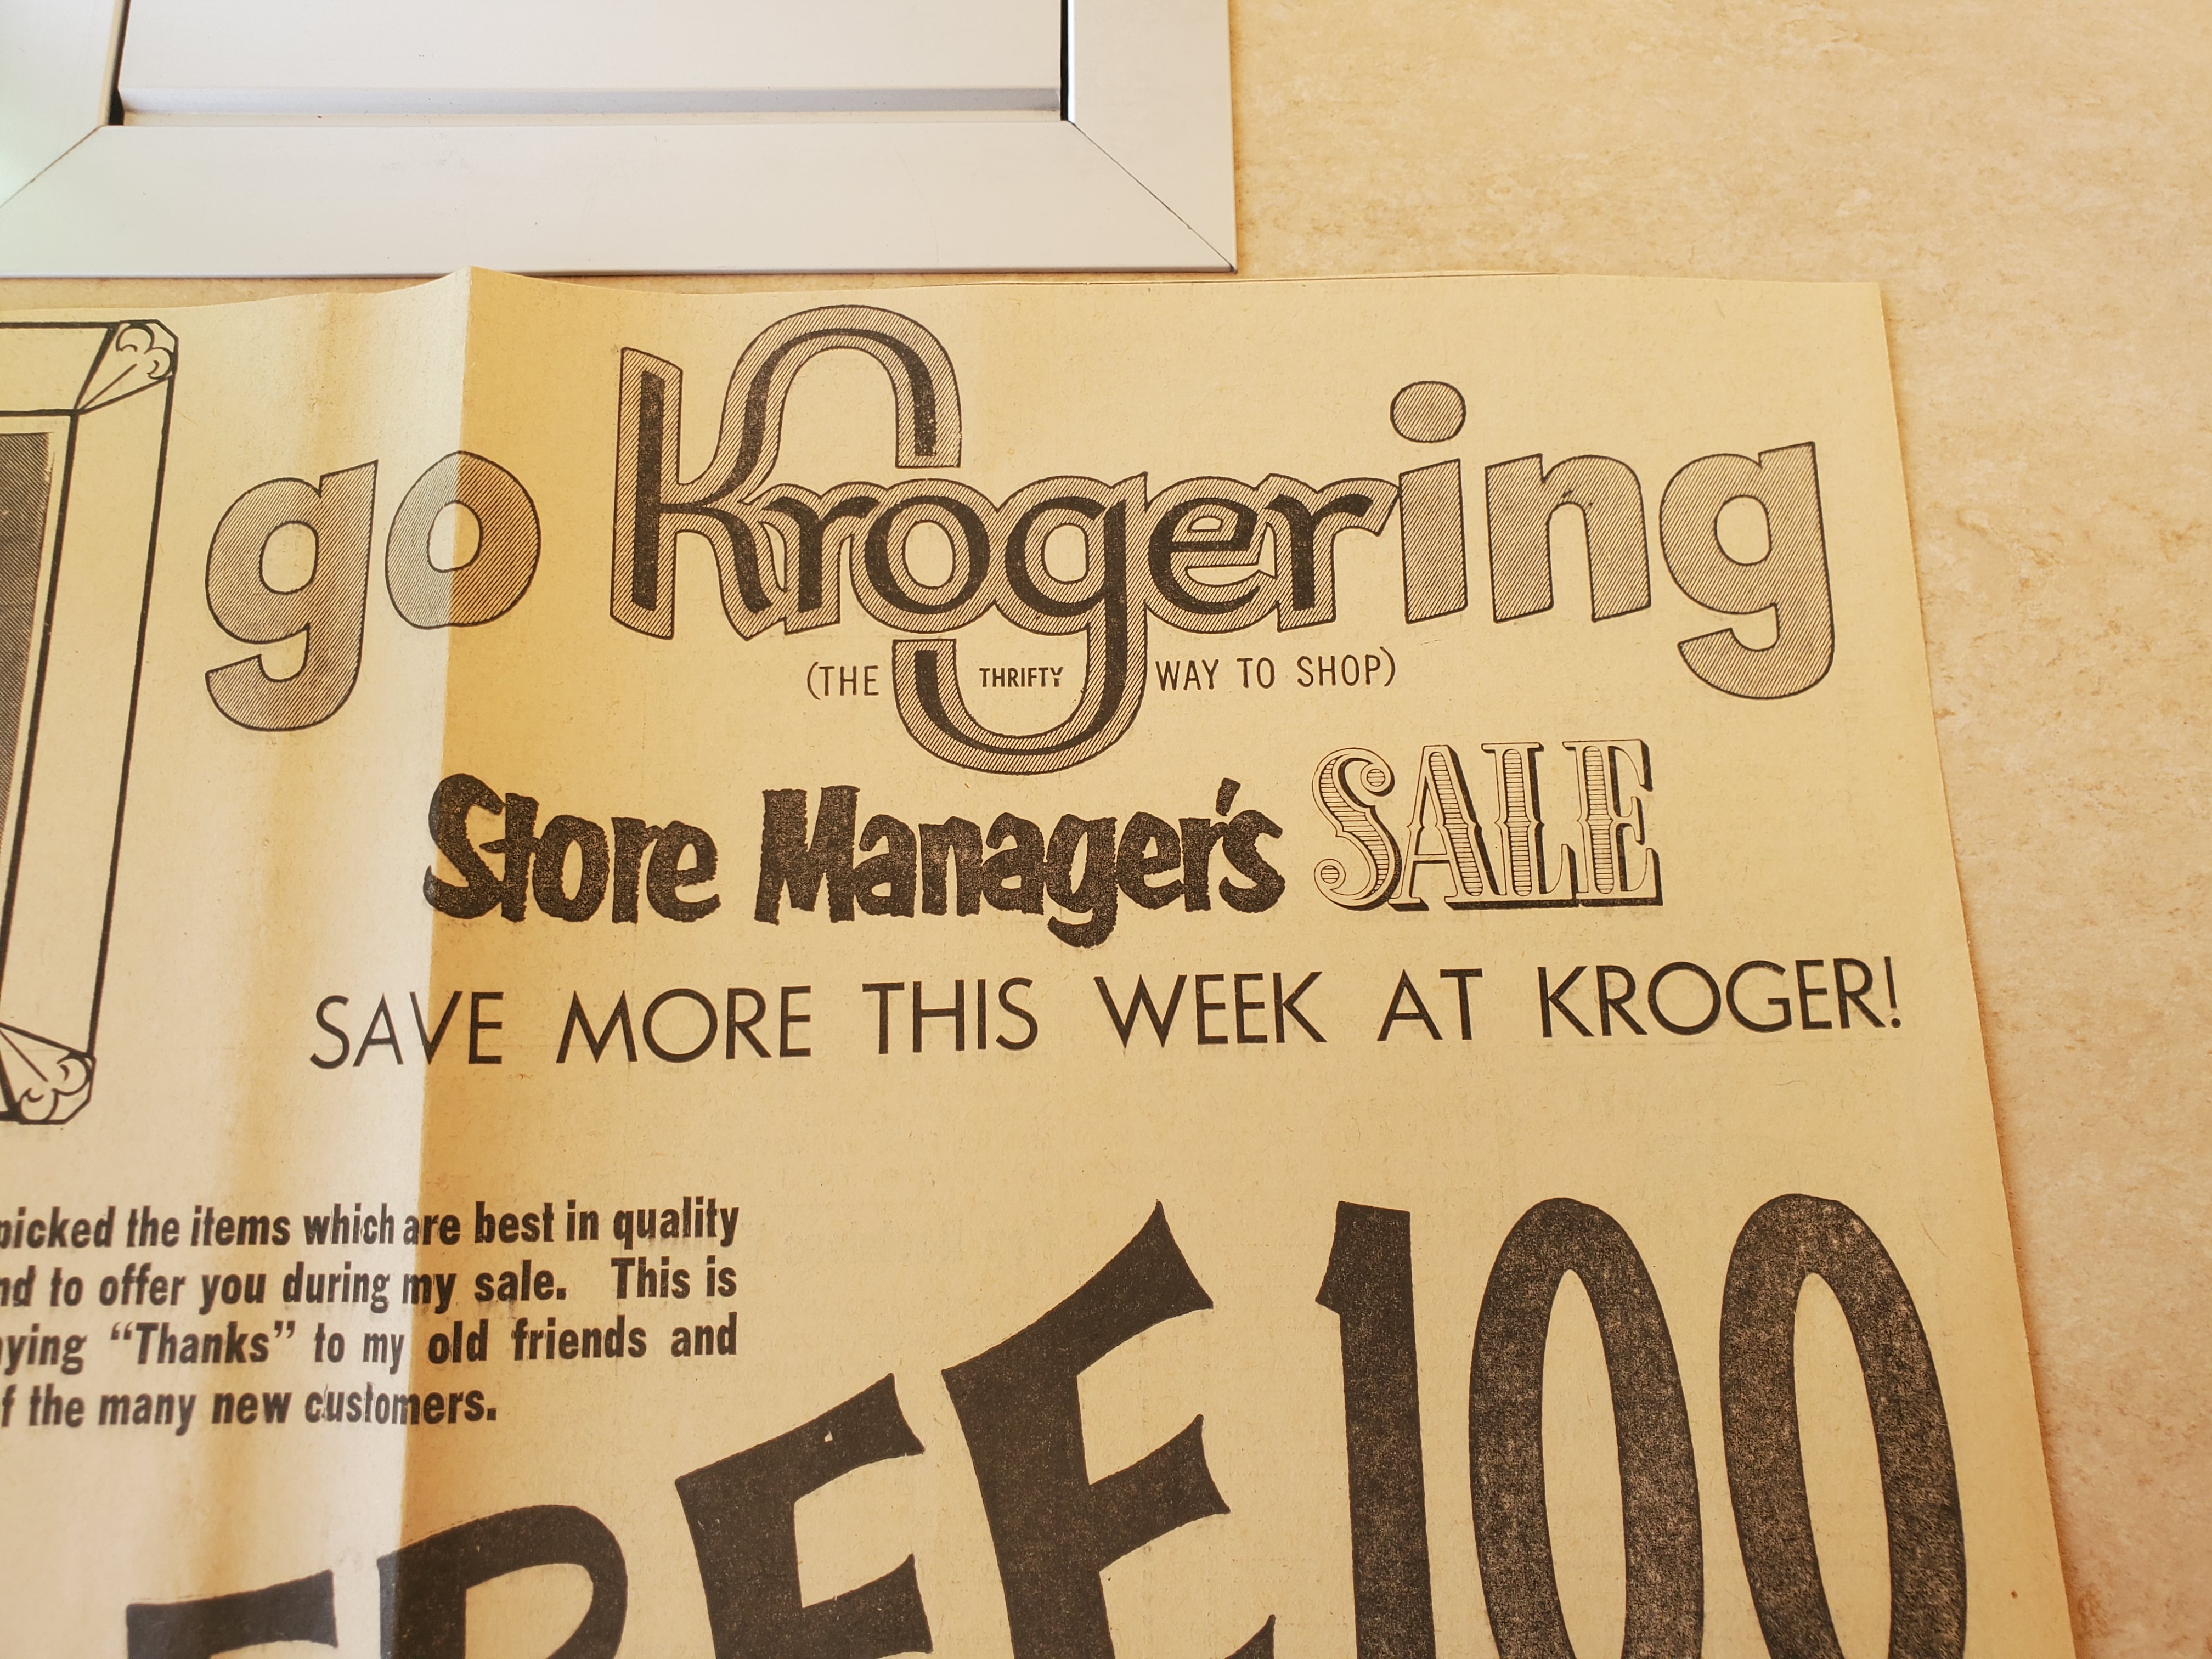 go Krogering
(THE THRIFTY WAY TO SHOP)
Store Manager's SALE
SAVE MORE THIS WEEK AT KROGER!
picked the items which are best in quality
to offer you during my sale. This is
"Thanks" to my old friends and
the many new customers.
FREE 100